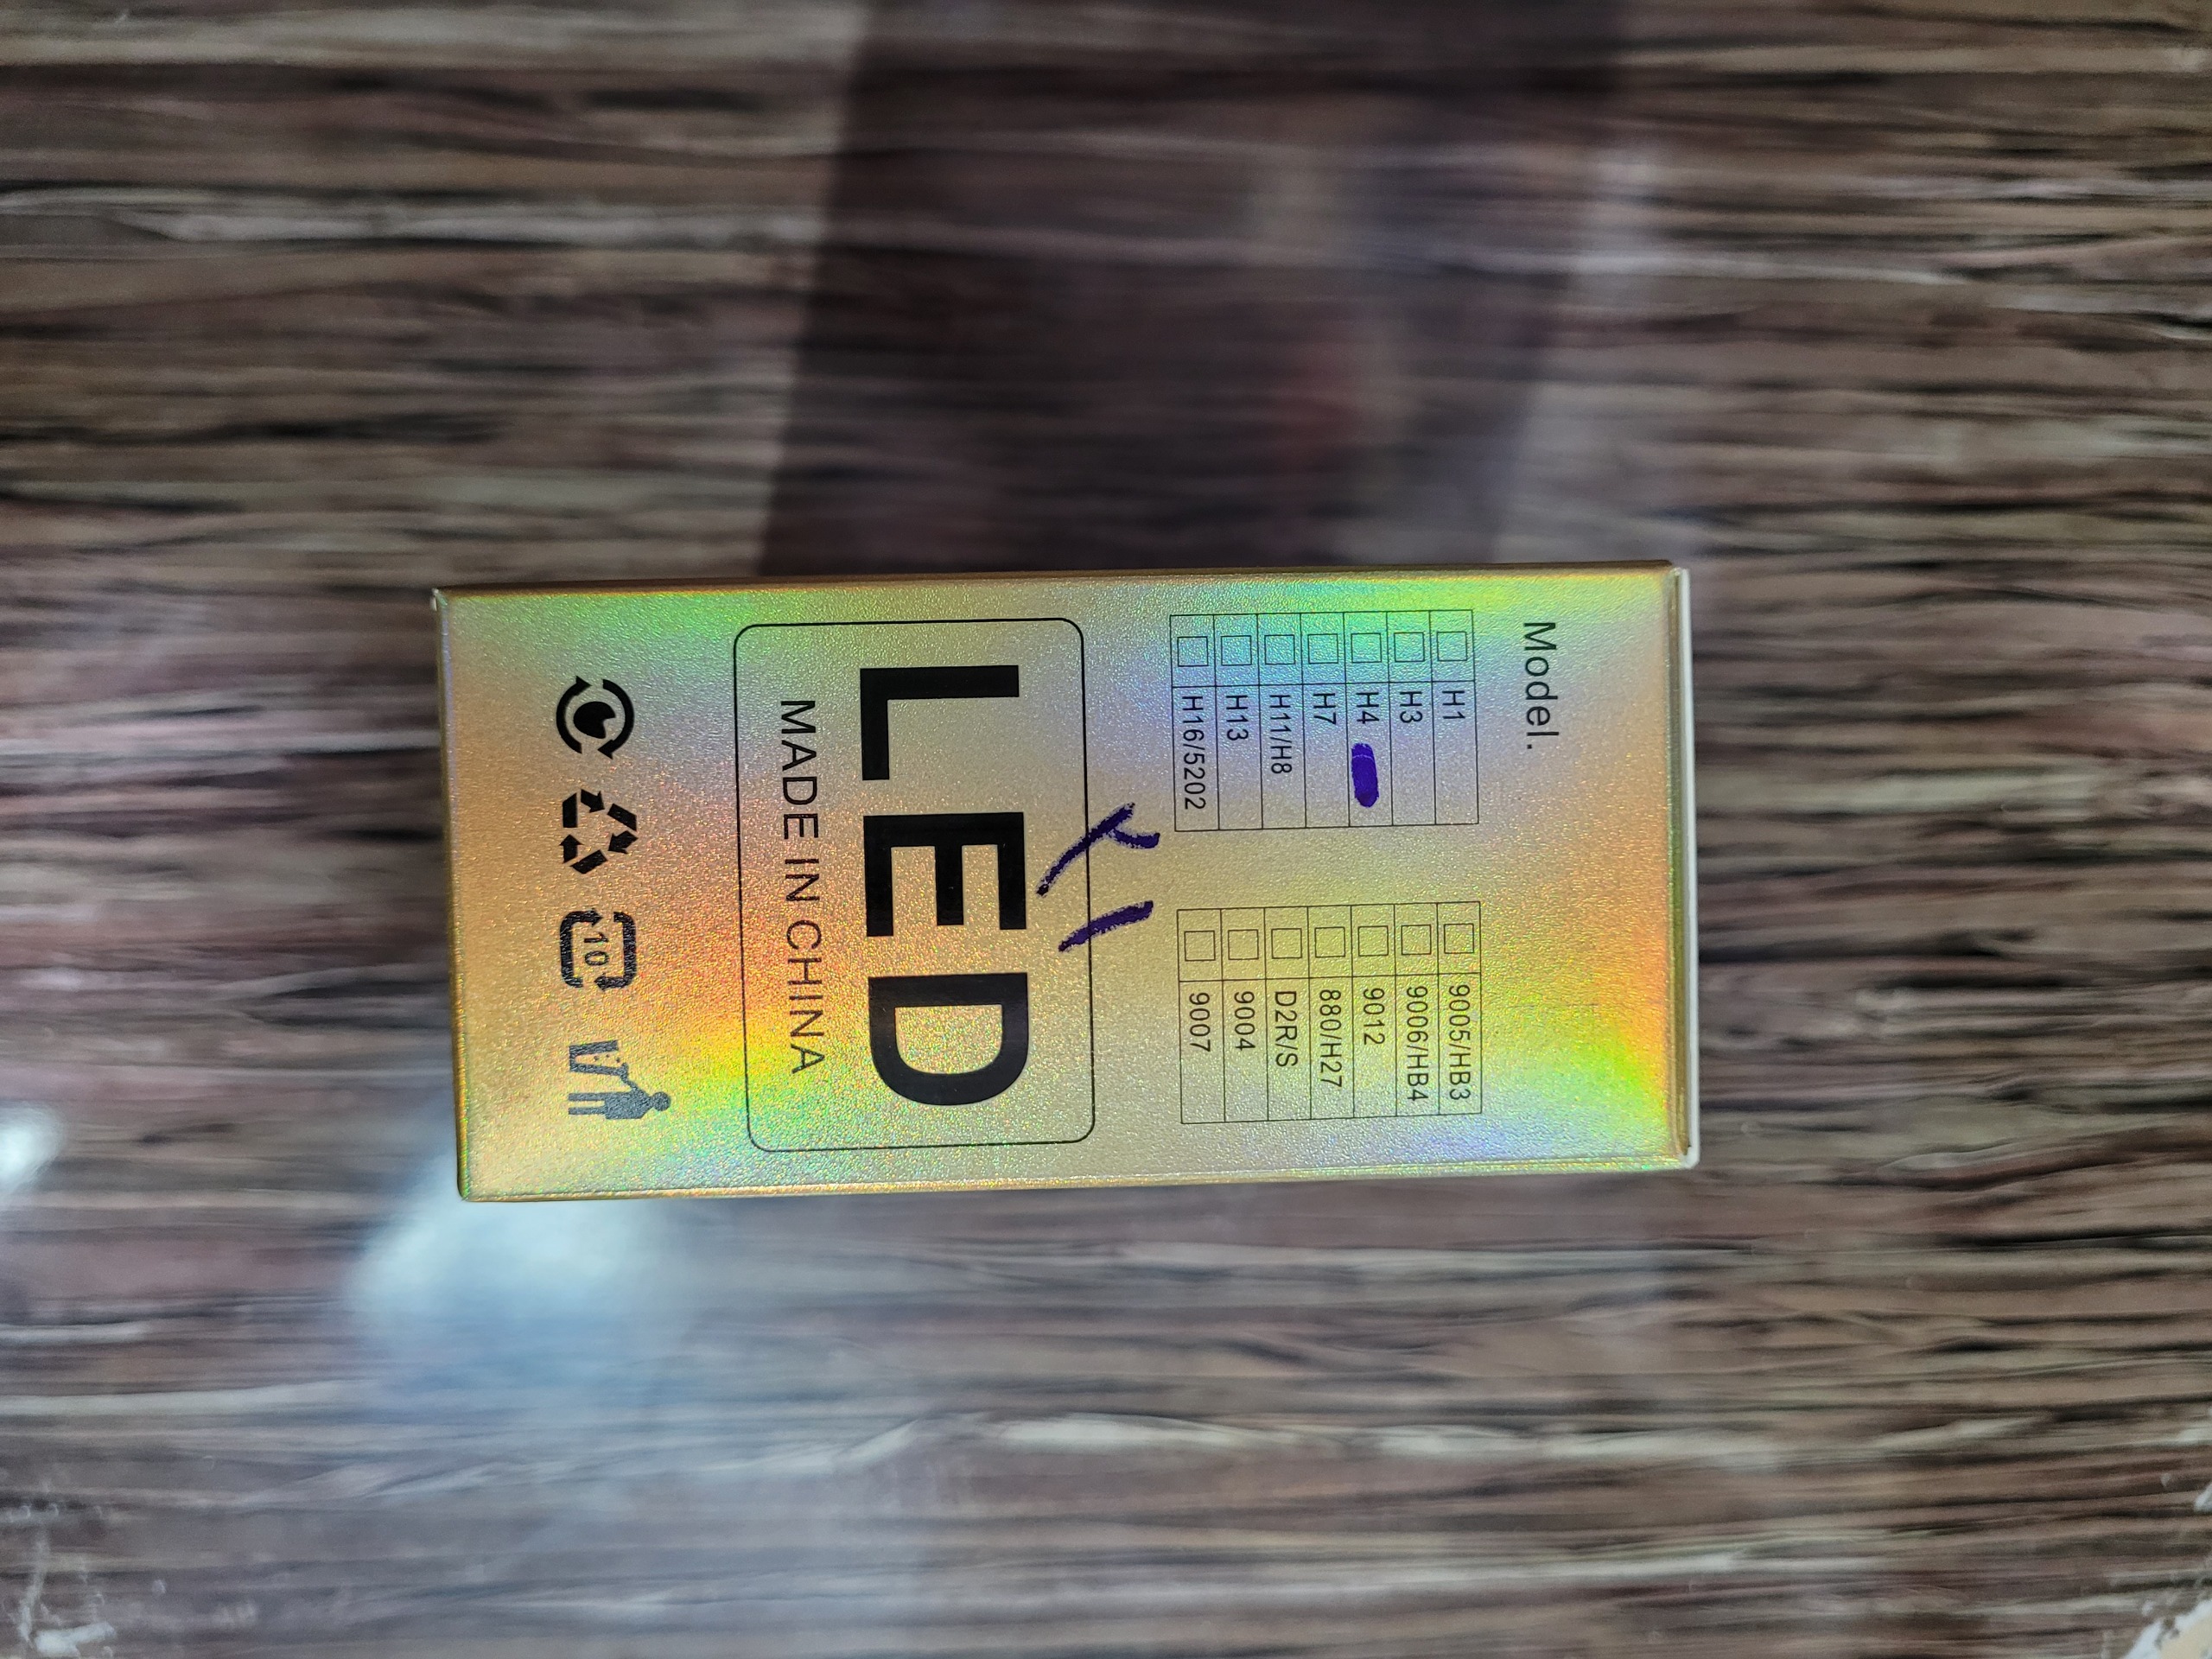 Model.
H1
H3
H4
H7
H11/H8
H13
H16/5202
9005/HB3
9006/HB4
9012
880/H27
D2R/S
9004
9007
LED
MADE IN CHINA
10